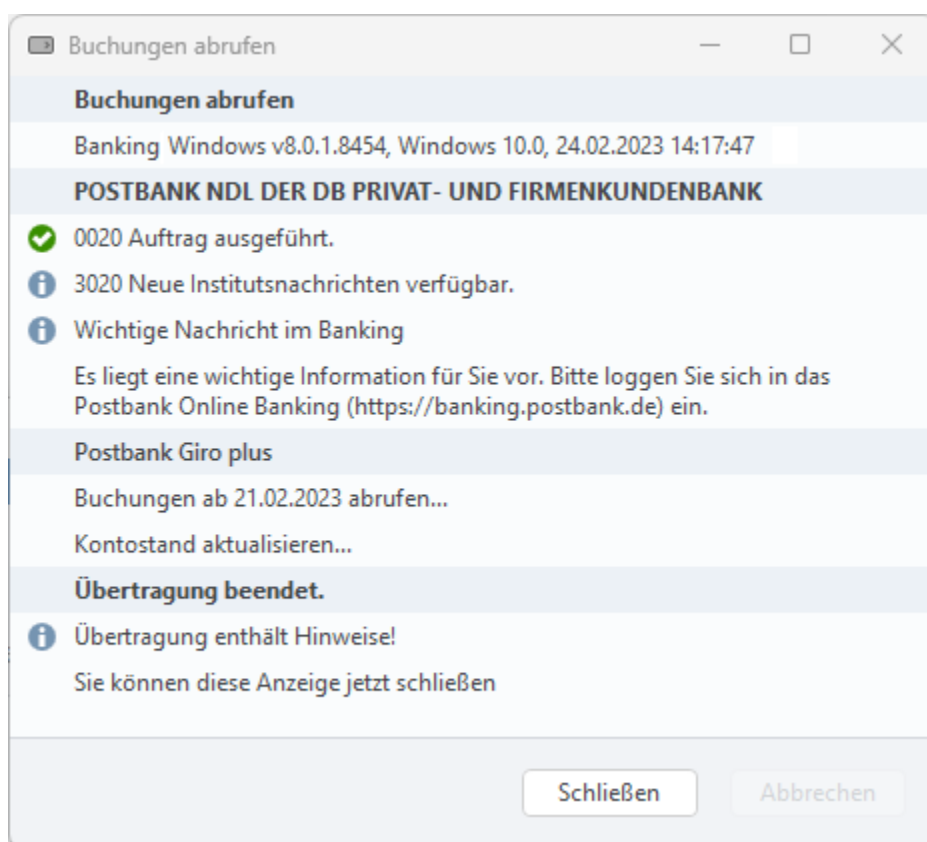 Buchungen abrufen
Buchungen abrufen
Banking Windows v8.0.1.8454, Windows 10.0, 24.02.2023 14:17:47
POSTBANK NDL DER DB PRIVAT- UND FIRMENKUNDENBANK
0020 Auftrag ausgeführt.
3020 Neue Institutsnachrichten verfügbar.
Wichtige Nachricht im Banking
Es liegt eine wichtige Information für Sie vor. Bitte loggen Sie sich in das
Postbank Online Banking (https://banking.postbank.de) ein.
Postbank Giro plus
Buchungen ab 21.02.2023 abrufen...
Kontostand aktualisieren...
Übertragung beendet.
Übertragung enthält Hinweise!
Sie können diese Anzeige jetzt schließen
Schließen Abbrechen